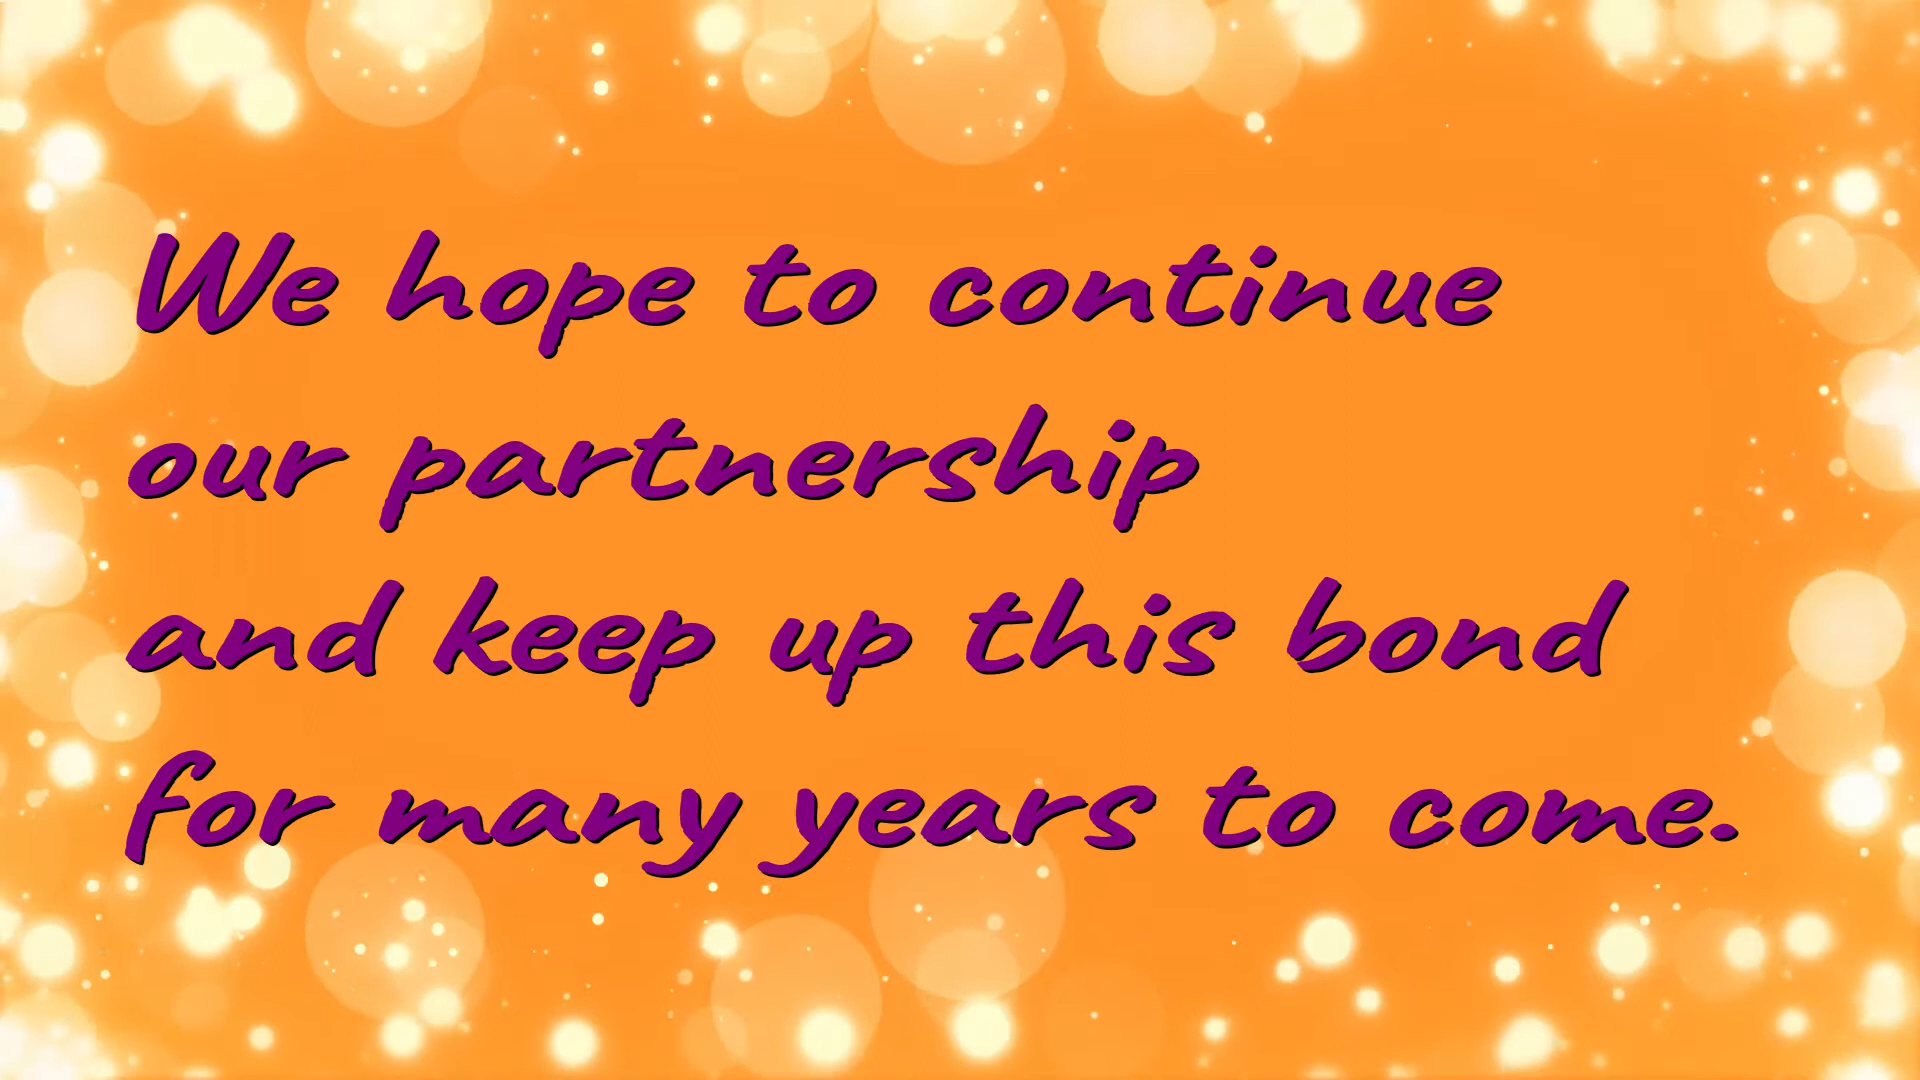 We hope to continue
our partnership
and keep up this bond
for many years to come.